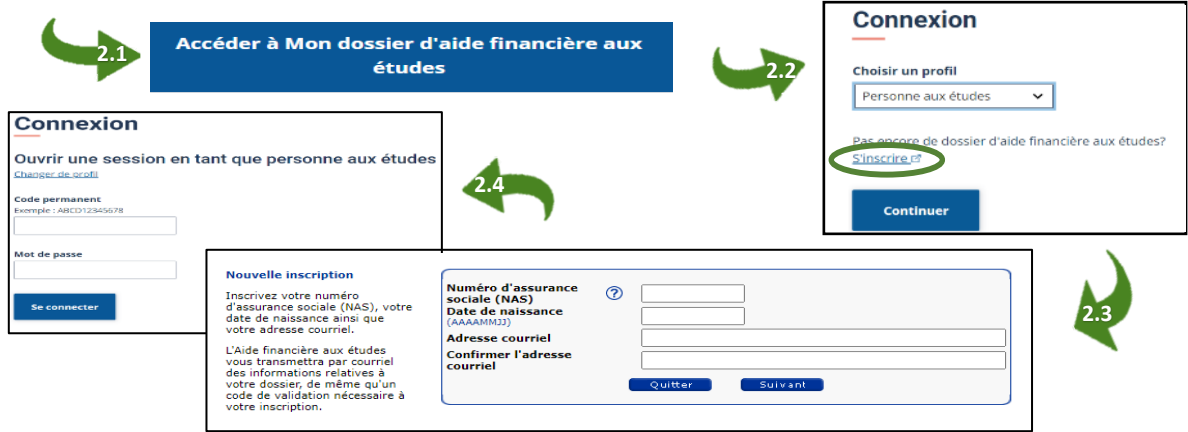 2.1
Accéder à Mon dossier d'aide financière aux
études
2.2
Connexion
Choisir un profil
Personne aux études
Pas encore de dossier d'aide financière aux études?
S'inscrire
Continuer
2.3
Nouvelle inscription
Inscrivez votre numéro
d'assurance sociale (NAS), votre
date de naissance ainsi que
votre adresse courriel.
L'Aide financière aux études
vous transmettra par courriel
des informations relatives à
votre dossier, de même qu'un
code de validation nécessaire à
votre inscription.
Numéro d'assurance
sociale (NAS)
?
Date de naissance
(AAAAMMJJ)
Adresse courriel
Confirmer l'adresse
courriel
Quitter
Suivant
2.4
Connexion
Ouvrir une session en tant que personne aux études
Changer de profil
Code permanent
Exemple : ABCD12345678
Mot de passe
Se connecter